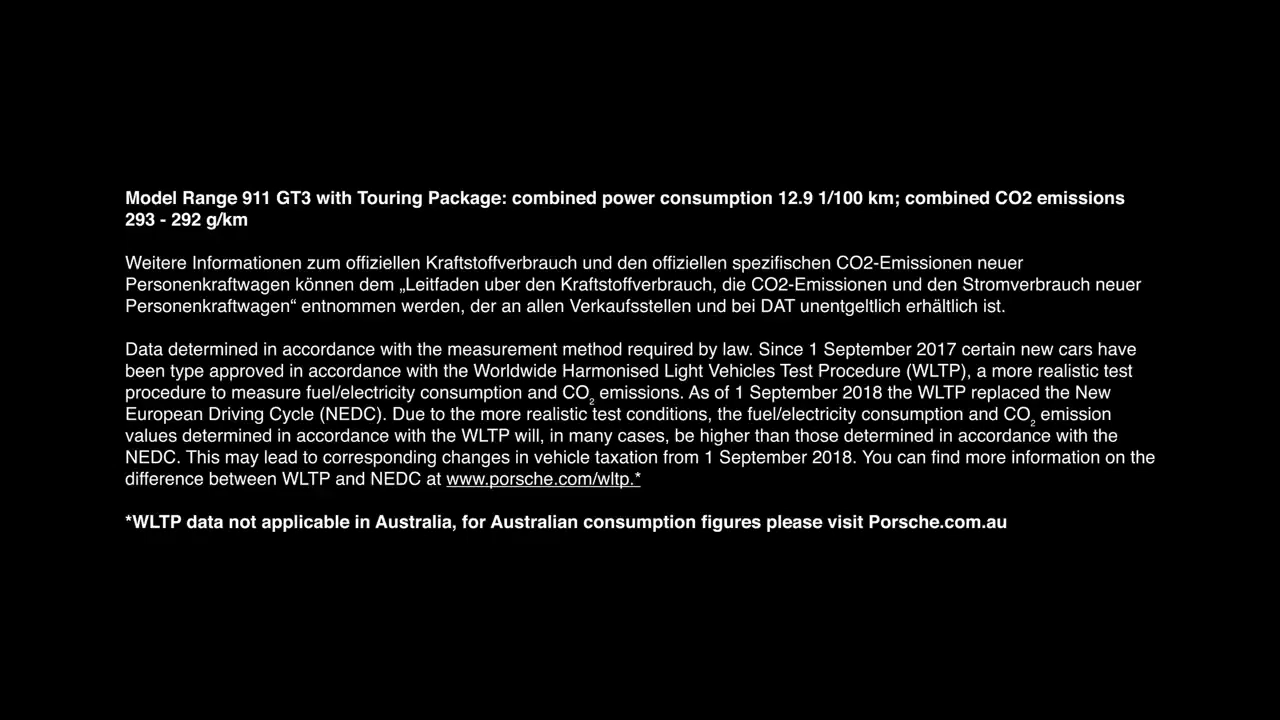 Model Range 911 GT3 with Touring Package: combined power consumption 12.9 1/100 km; combined CO2 emissions
293 - 292 g/km
Weitere Informationen zum offiziellen Kraftstoffverbrauch und den offiziellen spezifischen CO2-Emissionen neuer
Personenkraftwagen können dem „Leitfaden uber den Kraftstoffverbrauch, die CO2-Emissionen und den Stromverbrauch neuer
Personenkraftwagen“ entnommen werden, der an allen Verkaufsstellen und bei DAT unentgeltlich erhältlich ist.
Data determined in accordance with the measurement method required by law. Since 1 September 2017 certain new cars have
been type approved in accordance with the Worldwide Harmonised Light Vehicles Test Procedure (WLTP), a more realistic test
procedure to measure fuel/electricity consumption and CO₂ emissions. As of 1 September 2018 the WLTP replaced the New
European Driving Cycle (NEDC). Due to the more realistic test conditions, the fuel/electricity consumption and CO₂ emission
values determined in accordance with the WLTP will, in many cases, be higher than those determined in accordance with the
NEDC. This may lead to corresponding changes in vehicle taxation from 1 September 2018. You can find more information on the
difference between WLTP and NEDC at www.porsche.com/wltp.*
*WLTP data not applicable in Australia, for Australian consumption figures please visit Porsche.com.au